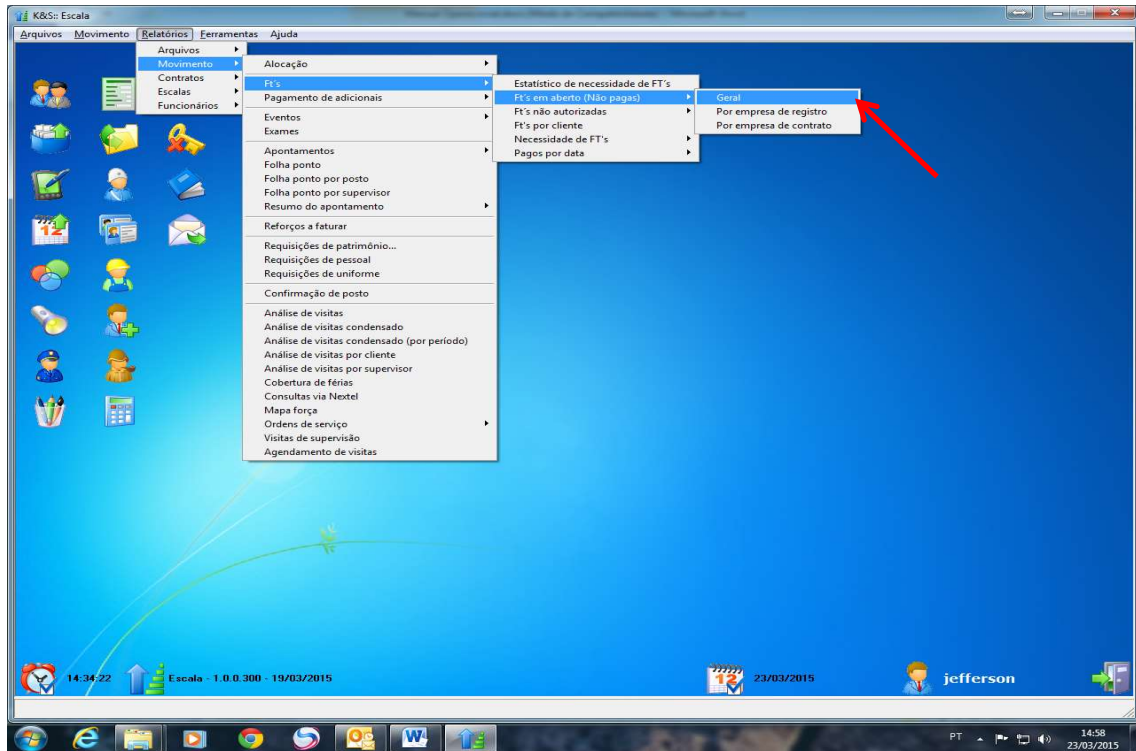 K&S:: Escala
Arquivos Movimento Relatórios Ferramentas Ajuda
Arquivos
Movimento
Contratos
Escalas
Funcionários
Alocação
Ft's
Pagamento de adicionais
Eventos
Exames
Apontamentos
Folha ponto
Folha ponto por posto
Folha ponto por supervisor
Resumo do apontamento
Reforços a faturar
Requisições de patrimônio...
Requisições de pessoal
Requisições de uniforme
Confirmação de posto
Análise de visitas
Análise de visitas condensado
Análise de visitas condensado (por período)
Análise de visitas por cliente
Análise de visitas por supervisor
Cobertura de férias
Consultas via Nextel
Mapa força
Ordens de serviço
Visitas de supervisão
Agendamento de visitas
Estatístico de necessidade de FT's
Ft's em aberto (Não pagas)
Ft's não autorizadas
Ft's por cliente
Necessidade de FT's
Pagos por data
Geral
Por empresa de registro
Por empresa de contrato
14:34:22 Escala - 1.0.0.300 - 19/03/2015 23/03/2015 jefferson
PT 14:58
23/03/2015